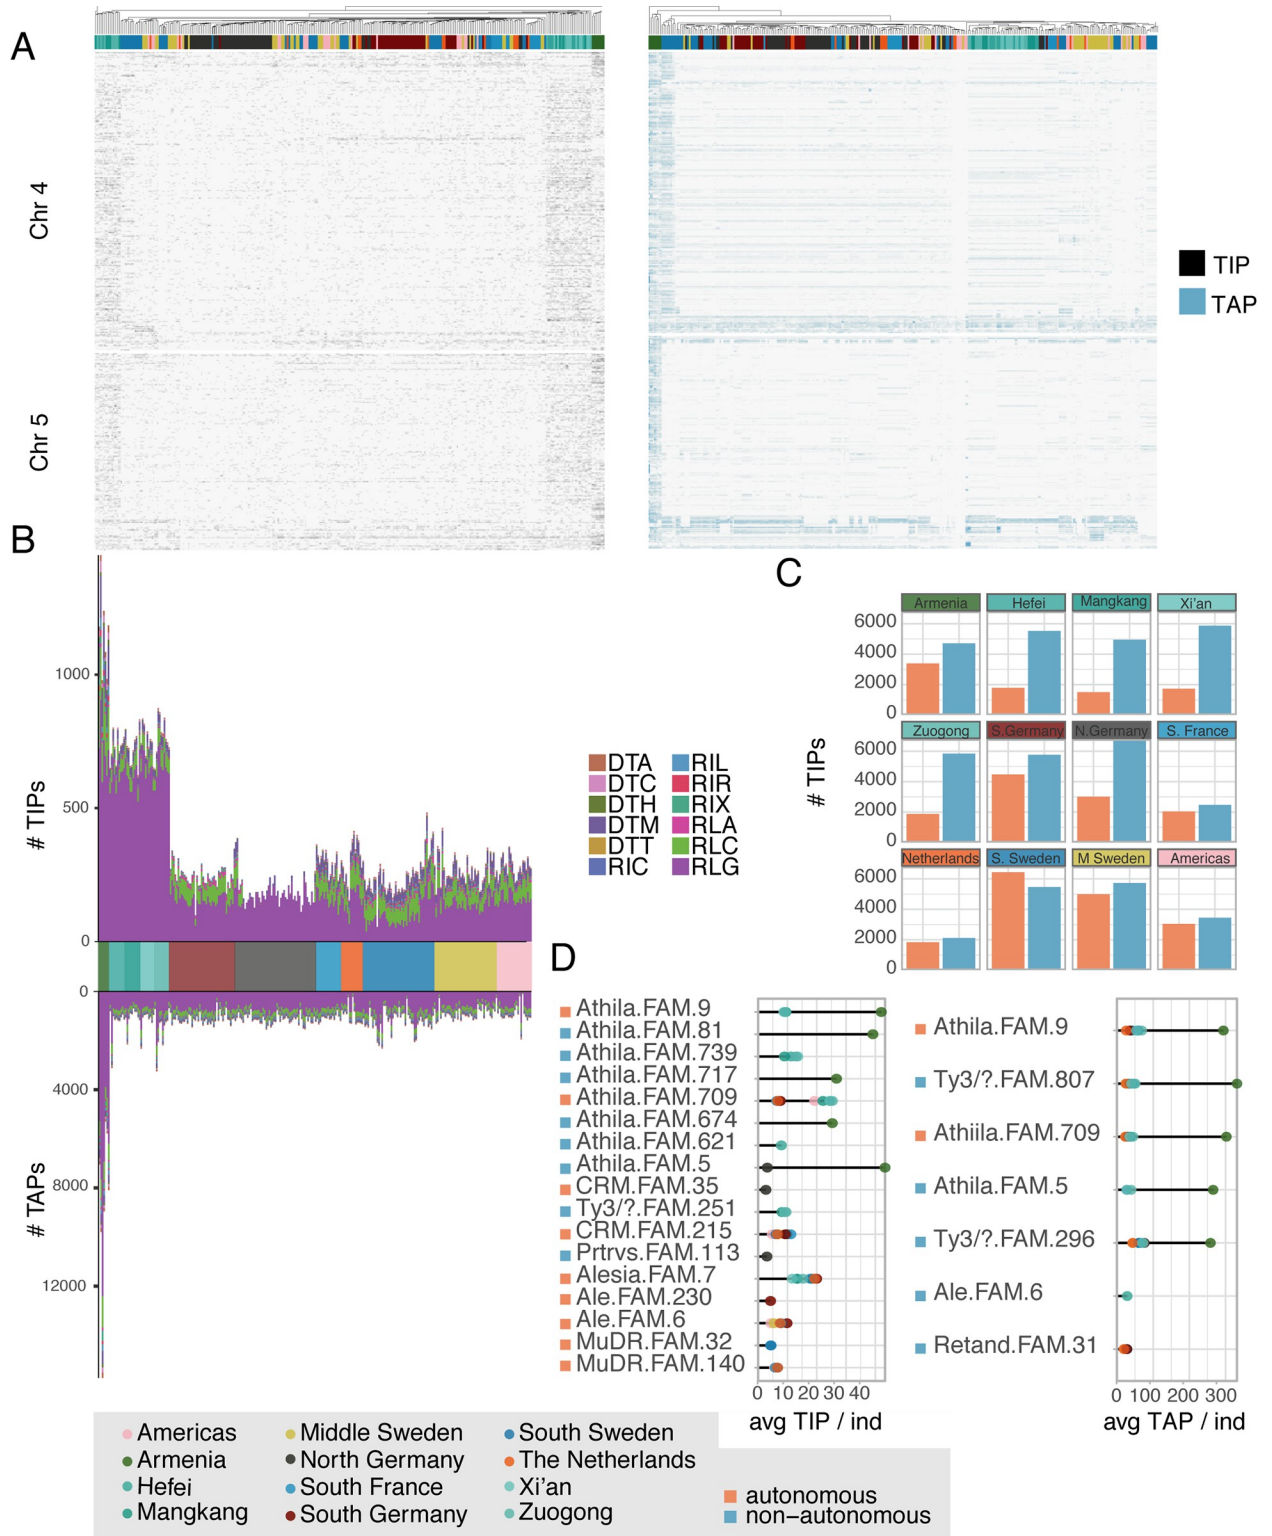 A
Chr 4
Chr 5
TIP
TAP
B
# TIPs
1000
500
0
0
4000
8000
12000
# TAPs
DTA
DTC
DTH
DTM
DTT
RIC
RIL
RIR
RIX
RLA
RLC
RLG
C
# TIPs
Armenia
Hefei
Mangkang
Xi'an
6000
4000
2000
0
Zuogong
S.Germany
N.Germany
S. France
6000
4000
2000
0
Netherlands
S. Sweden
M Sweden
Americas
6000
4000
2000
0
D
Athila.FAM.9
Athila.FAM.81
Athila.FAM.739
Athila.FAM.717
Athila.FAM.709
Athila.FAM.674
Athila.FAM.621
Athila.FAM.5
CRM.FAM.35
Ty3/?.FAM.251
CRM.FAM.215
Prtrvs.FAM.113
Alesia.FAM.7
Ale.FAM.230
Ale.FAM.6
MuDR.FAM.32
MuDR.FAM.140
0 10 20 30 40
avg TIP / ind
Athila.FAM.9
Ty3/?.FAM.807
Athiila.FAM.709
Athila.FAM.5
Ty3/?.FAM.296
Ale.FAM.6
Retand.FAM.31
0 100 200 300
avg TAP / ind
Americas
Armenia
Hefei
Mangkang
Middle Sweden
North Germany
South France
South Germany
South Sweden
The Netherlands
Xi'an
Zuogong
autonomous
non-autonomous